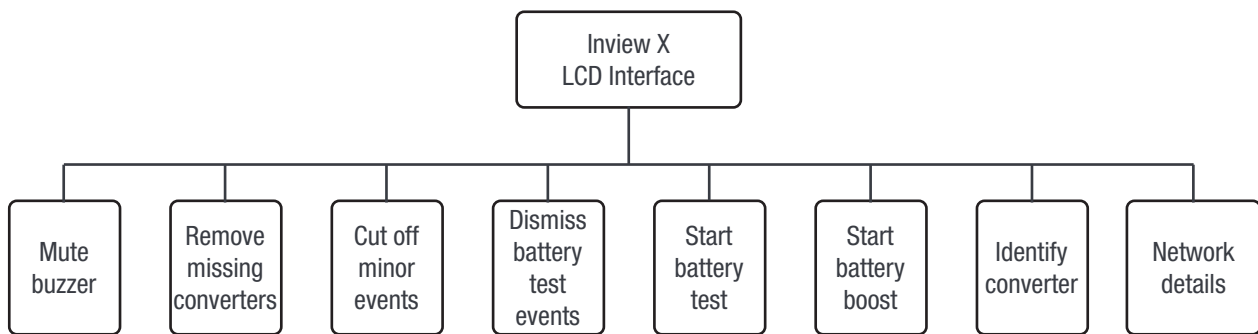 Inview X
LCD Interface
Mute
buzzer
Remove
missing
converters
Cut off
minor
events
Dismiss
battery
test
events
Start
battery
test
Start
battery
boost
Identify
converter
Network
details